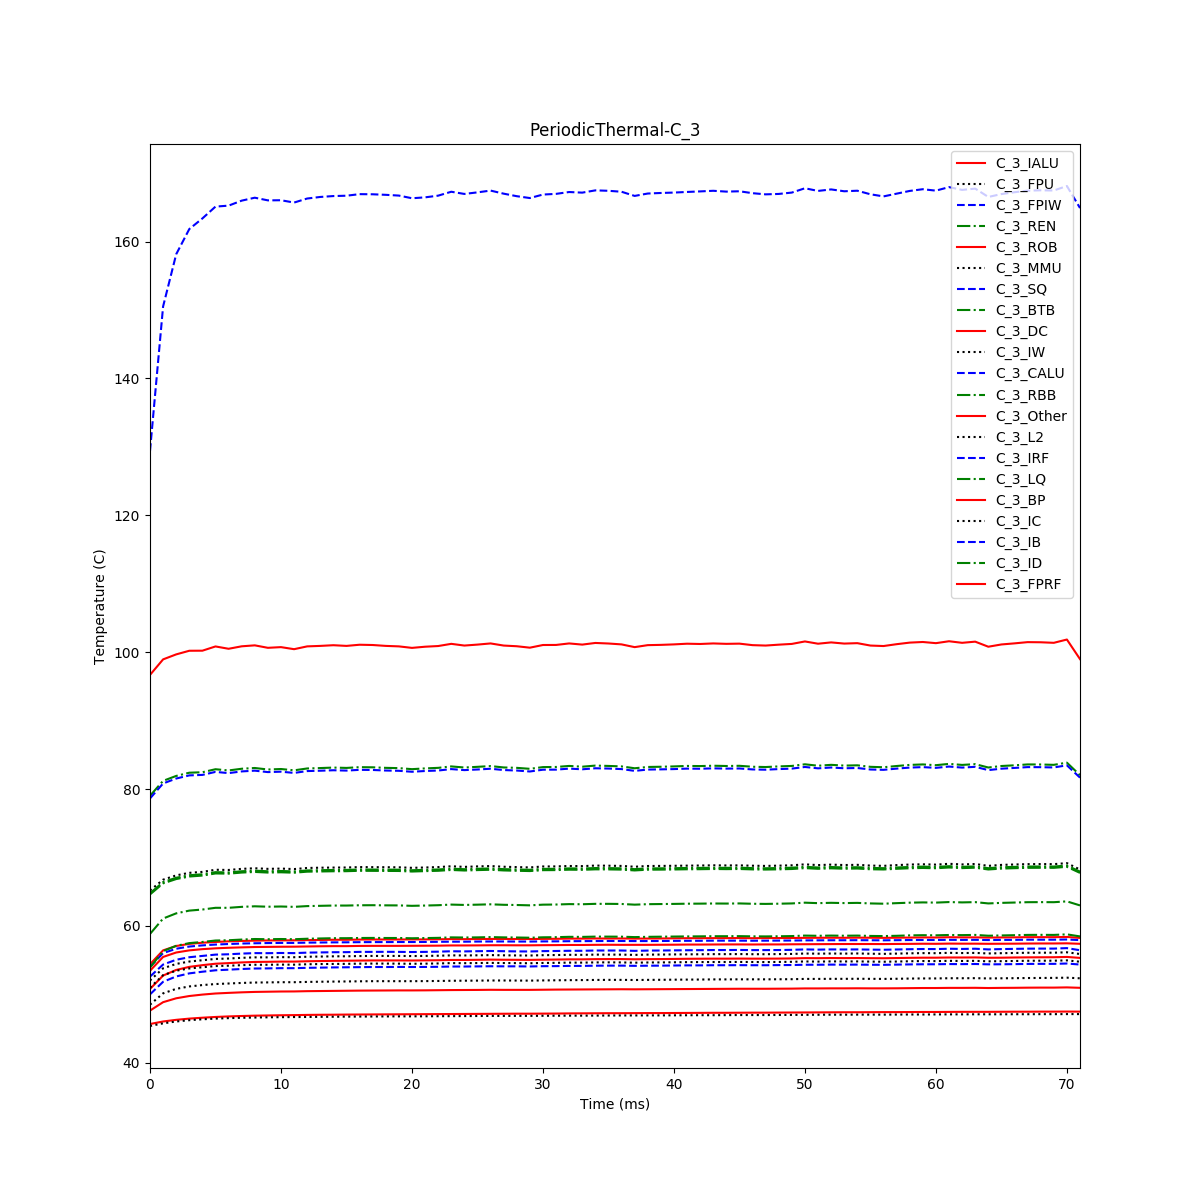 PeriodicThermal-C_3
C_3_IALU
C_3_FPU
C_3_FPIW
C_3_REN
C_3_ROB
C_3_MMU
C_3_SQ
C_3_BTB
C_3_DC
C_3_IW
C_3_CALU
C_3_RBB
C_3_Other
C_3_L2
C_3_IRF
C_3_LQ
C_3_BP
C_3_IC
C_3_IB
C_3_ID
C_3_FPRF
Temperature (C)
160
140
120
100
80
60
40
0 10 20 30 40 50 60 70
Time (ms)